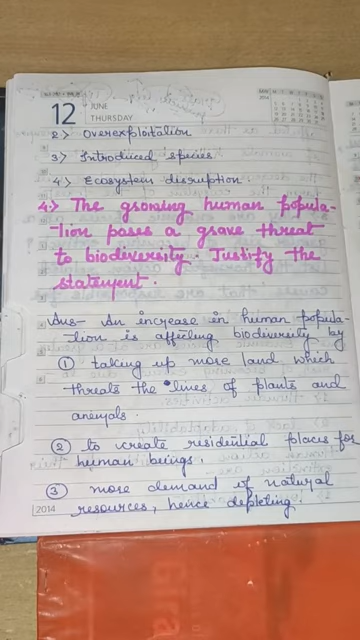 12 JUNE
THURSDAY
2> Overexploitation
3> Introduced species
4> Ecosystem disruption.
4> The growing human popula-
tion poses a grave threat
to biodiversity. Justify the
statement.
Ans- An increase in human popula-
tion is affecting biodiversity by
① taking up more land which
threats the lines of plants and
anemals.
② to create residential places for
human beings.
③ more demand of natural
resources, hence depleting
2014